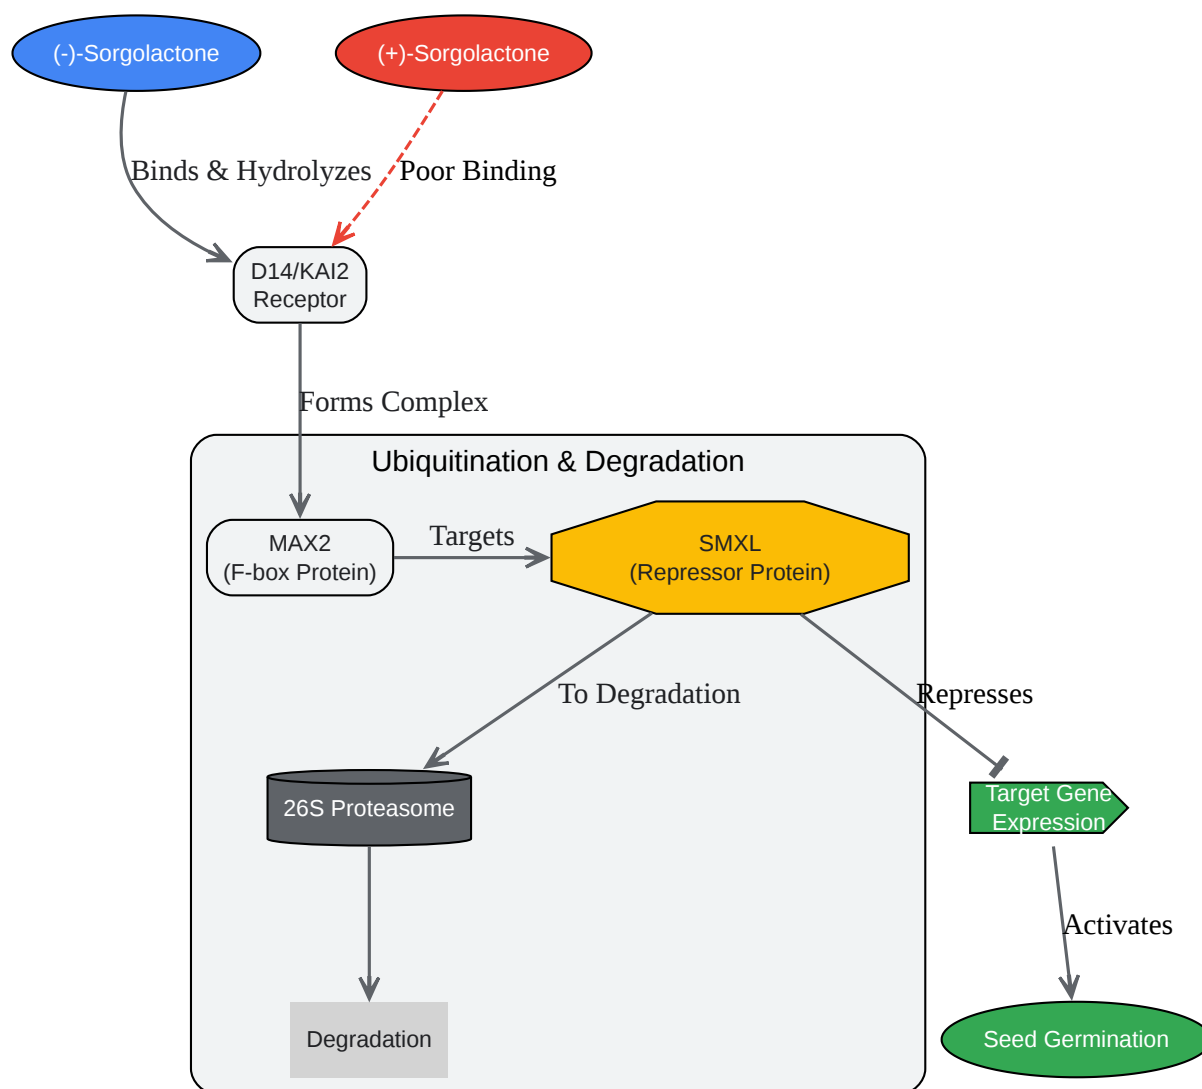 (-)-Sorgolactone
(+)-Sorgolactone
Binds & Hydrolyzes
Poor Binding
D14/KAI2
Receptor
Forms Complex
Ubiquitination & Degradation
MAX2
(F-box Protein)
Targets
SMXL
(Repressor Protein)
To Degradation
Represses
26S Proteasome
Target Gene
Expression
Activates
Degradation
Seed Germination